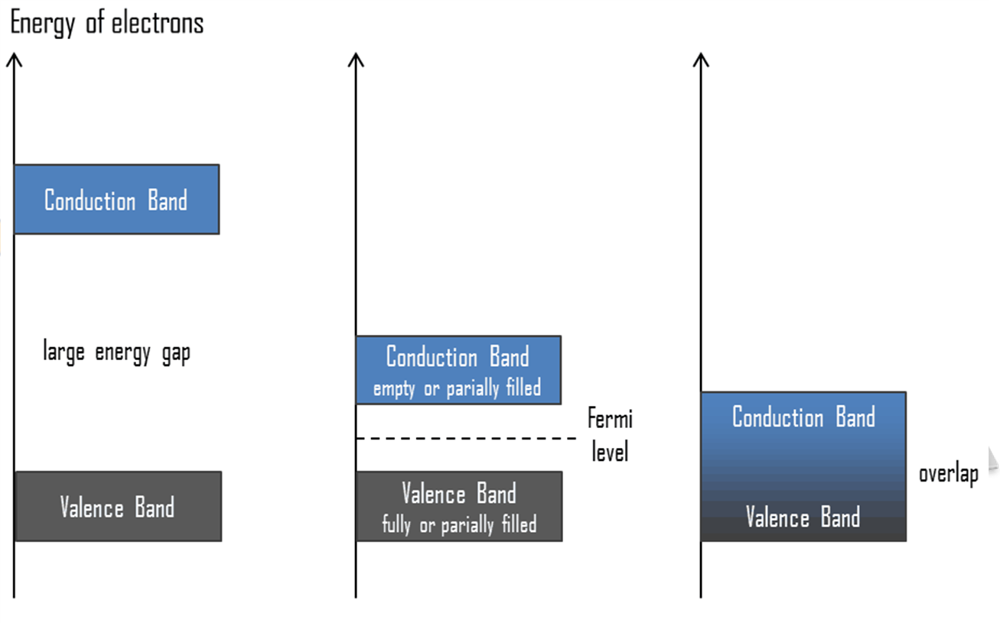 Energy of electrons
Conduction Band
large energy gap
Valence Band
Conduction Band
empty or parially filled
Fermi
level
Valence Band
fully or parially filled
Conduction Band
overlap
Valence Band